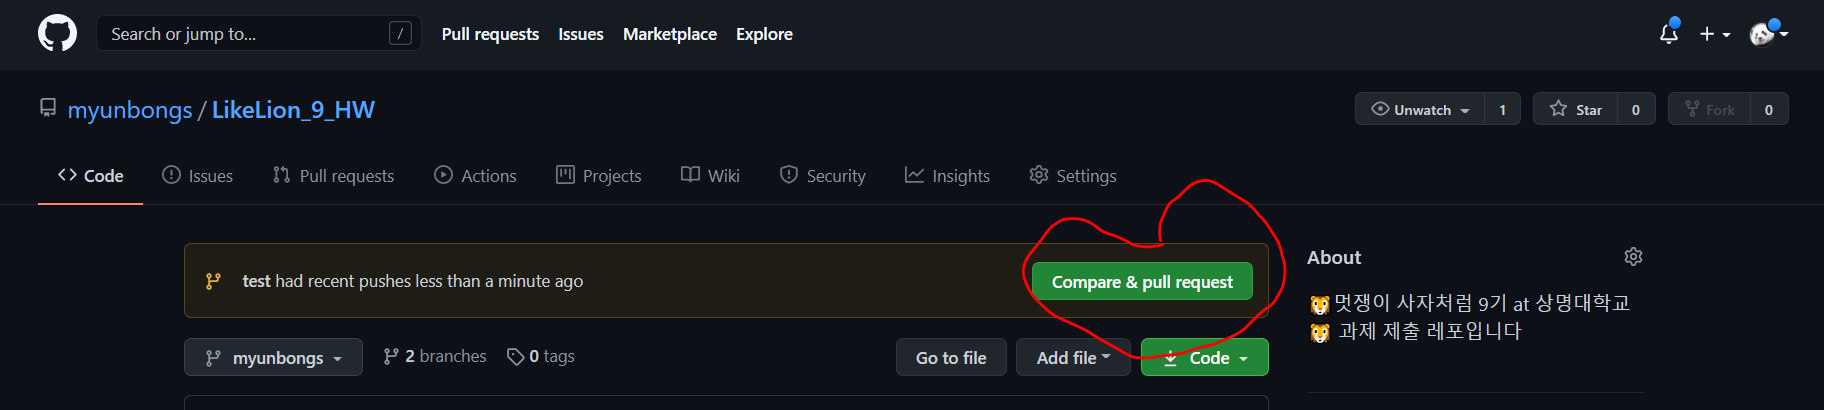 Search or jump to... /
Pull requests Issues Marketplace Explore
myunbongs / LikeLion_9_HW
Unwatch 1 Star 0 Fork 0
Code Issues Pull requests Actions Projects Wiki Security Insights Settings
test had recent pushes less than a minute ago
Compare & pull request
myunbongs 2 branches 0 tags
Go to file Add file Code
About
🦁멋쟁이 사자처럼 9기 at 상명대학교
🦁 과제 제출 레포입니다